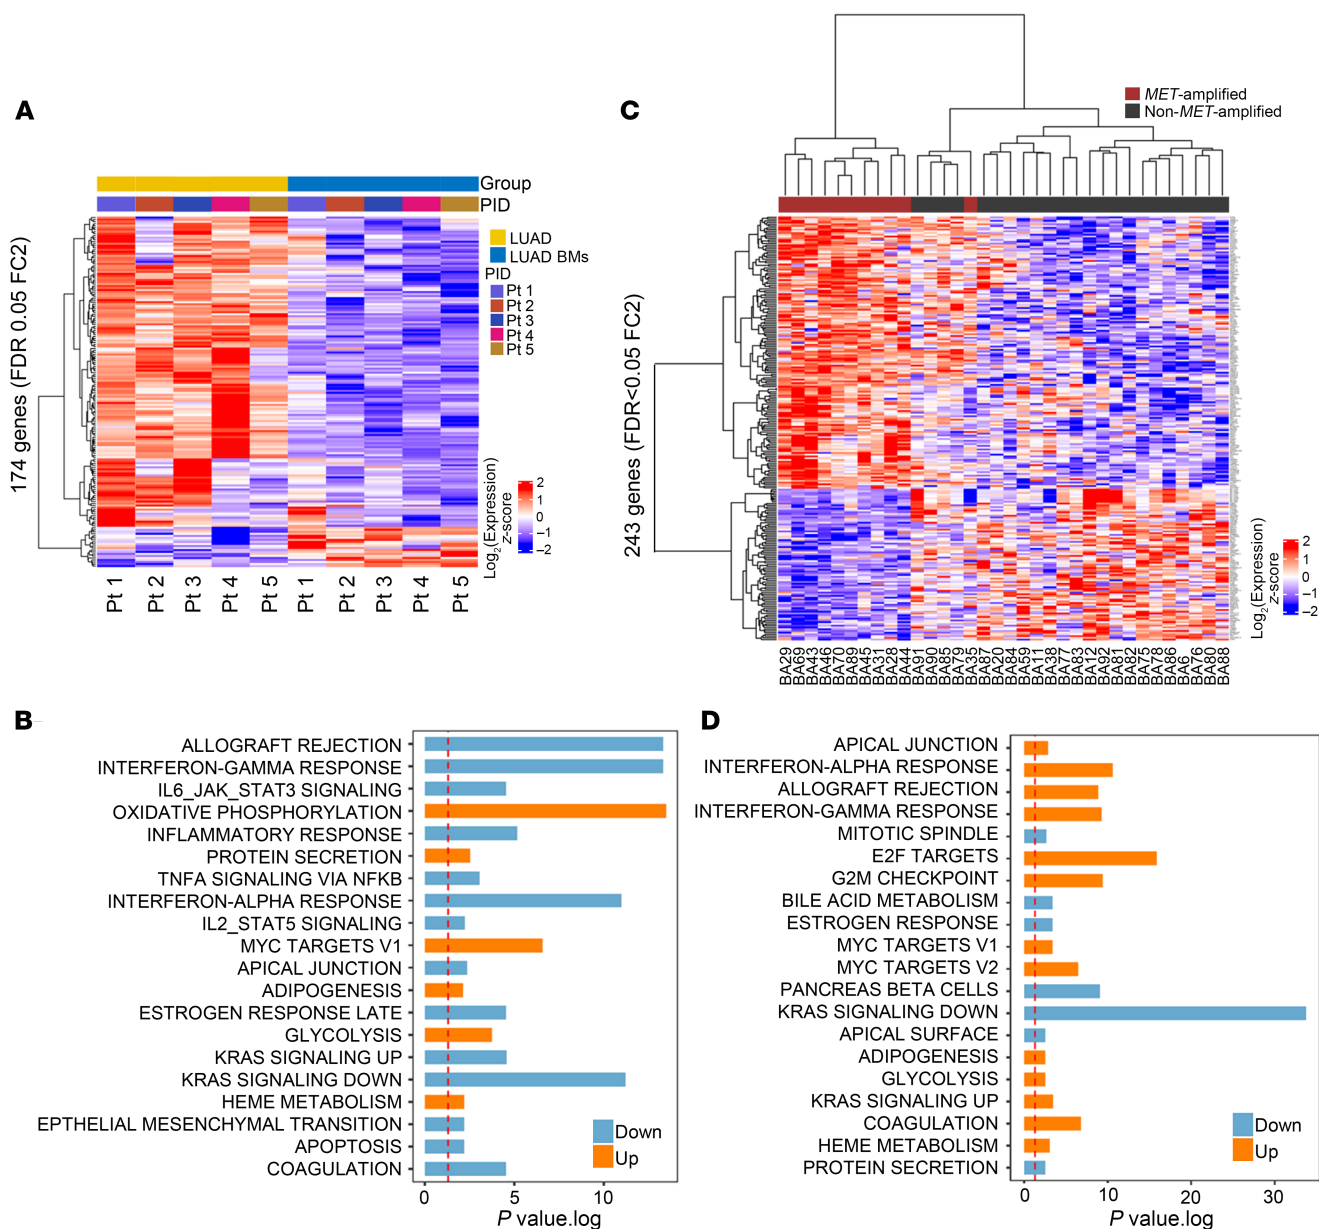 A
Group
PID
LUAD
LUAD BMs
PID
Pt 1
Pt 2
Pt 3
Pt 4
Pt 5
174 genes (FDR 0.05 FC2)
Log2(Expression)
z-score
2
1
0
−1
−2
Pt 1
Pt 2
Pt 3
Pt 4
Pt 5
Pt 1
Pt 2
Pt 3
Pt 4
Pt 5
C
MET-amplified
Non-MET-amplified
243 genes (FDR<0.05 FC2)
Log2(Expression)
z-score
2
1
0
−1
−2
BA29
BA69
BA43
BA46
BA70
BA89
BA45
BA31
BA28
BA44
BA91
BA90
BA85
BA79
BA35
BA87
BA20
BA84
BA59
BA11
BA38
BA77
BA83
BA12
BA92
BA81
BA82
BA75
BA78
BA86
BA6
BA76
BA80
BA88
B
ALLOGRAFT REJECTION
INTERFERON-GAMMA RESPONSE
IL6_JAK_STAT3 SIGNALING
OXIDATIVE PHOSPHORYLATION
INFLAMMATORY RESPONSE
PROTEIN SECRETION
TNFA SIGNALING VIA NFKB
INTERFERON-ALPHA RESPONSE
IL2_STAT5 SIGNALING
MYC TARGETS V1
APICAL JUNCTION
ADIPOGENESIS
ESTROGEN RESPONSE LATE
GLYCOLYSIS
KRAS SIGNALING UP
KRAS SIGNALING DOWN
HEME METABOLISM
EPTHELIAL MESENCHYMAL TRANSITION
APOPTOSIS
COAGULATION
Down
Up
0 5 10
P value.log
D
APICAL JUNCTION
INTERFERON-ALPHA RESPONSE
ALLOGRAFT REJECTION
INTERFERON-GAMMA RESPONSE
MITOTIC SPINDLE
E2F TARGETS
G2M CHECKPOINT
BILE ACID METABOLISM
ESTROGEN RESPONSE
MYC TARGETS V1
MYC TARGETS V2
PANCREAS BETA CELLS
KRAS SIGNALING DOWN
APICAL SURFACE
ADIPOGENESIS
GLYCOLYSIS
KRAS SIGNALING UP
COAGULATION
HEME METABOLISM
PROTEIN SECRETION
Down
Up
0 10 20 30
P value.log